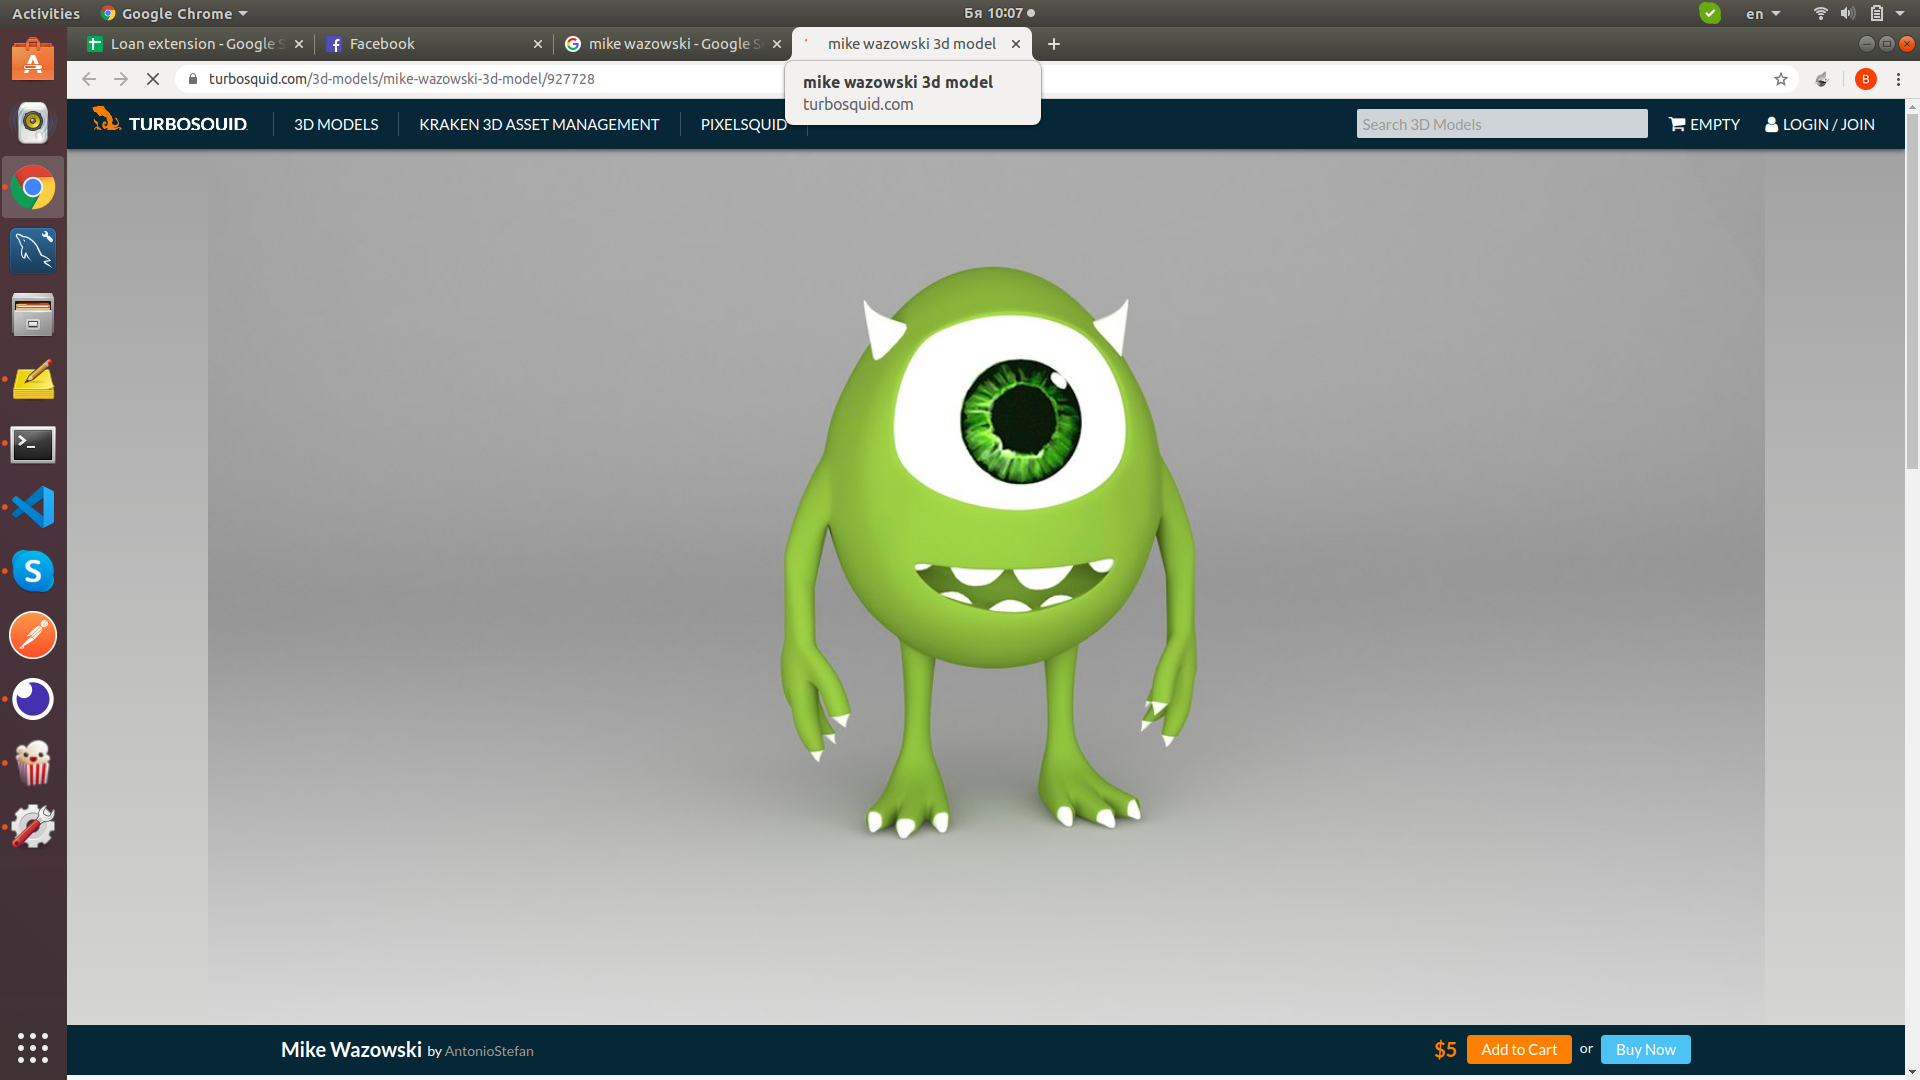 Activities
Google Chrome
Бя 10:07
en
Loan extension - Google S
Facebook
mike wazowski - Google Se
mike wazowski 3d model
turbosquid.com/3d-models/mike-wazowski-3d-model/927728
B
mike wazowski 3d model
turbosquid.com
TURBOSQUID
3D MODELS
KRAKEN 3D ASSET MANAGEMENT
PIXELSQUID
Search 3D Models
EMPTY
LOGIN / JOIN
Mike Wazowski by AntonioStefan
$5
Add to Cart
or
Buy Now